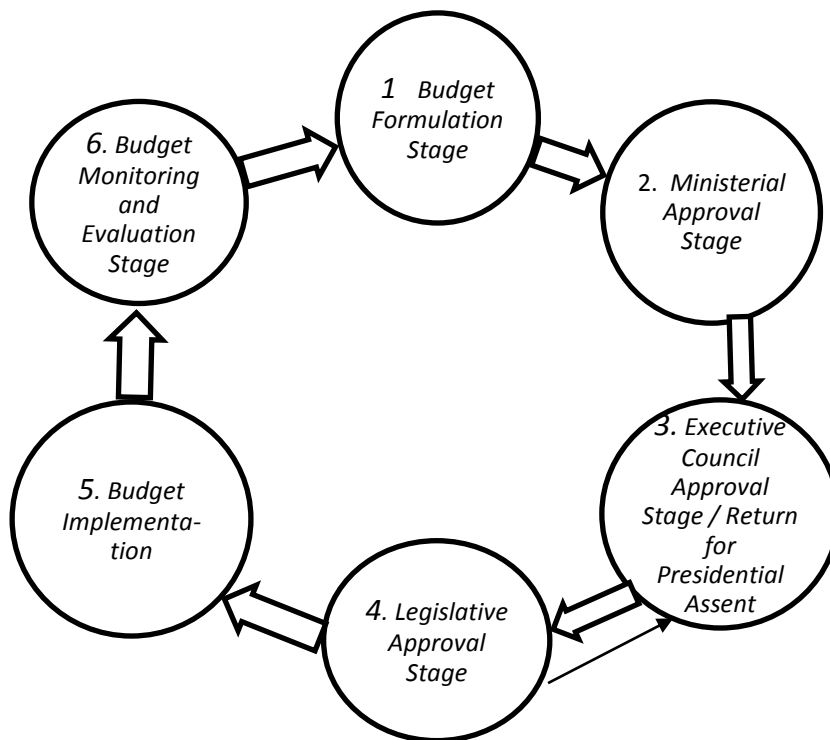 1 Budget
Formulation
Stage
2. Ministerial
Approval
Stage
3. Executive
Council
Approval
Stage / Return
for
Presidential
Assent
4. Legislative
Approval
Stage
5. Budget
Implementa-
tion
6. Budget
Monitoring
and
Evaluation
Stage